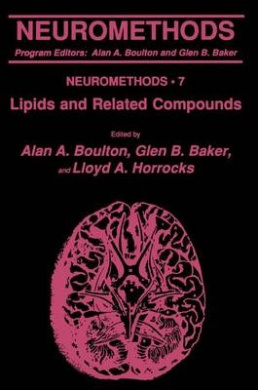 NEUROMETHODS
Program Editors: Alan A. Boulton and Glen B. Baker
NEUROMETHODS • 7
Lipids and Related Compounds
Edited by
Alan A. Boulton, Glen B. Baker,
and Lloyd A. Horrocks